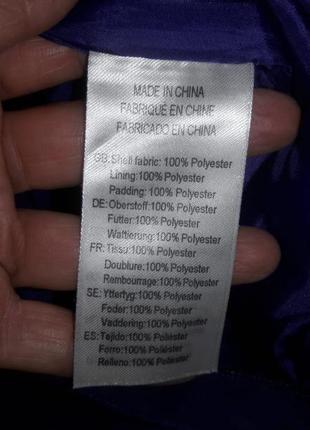 MADE IN CHINA
FABRIQUÉ EN CHINE
FABRICADO EN CHINA
GB: Shell fabric: 100% Polyester
Lining: 100% Polyester
Padding: 100% Polyester
DE: Oberstoff: 100% Polyester
Futter: 100% Polyester
Wattierung: 100% Polyester
FR: Tissu: 100% Polyester
Doublure: 100% Polyester
Rembourrage: 100% Polyester
SE: Yttertyg: 100% Polyester
Foder: 100% Polyester
Vaddering: 100% Polyester
ES: Tejido: 100% Poliéster
Forro: 100% Poliéster
Relleno: 100% Poliéster